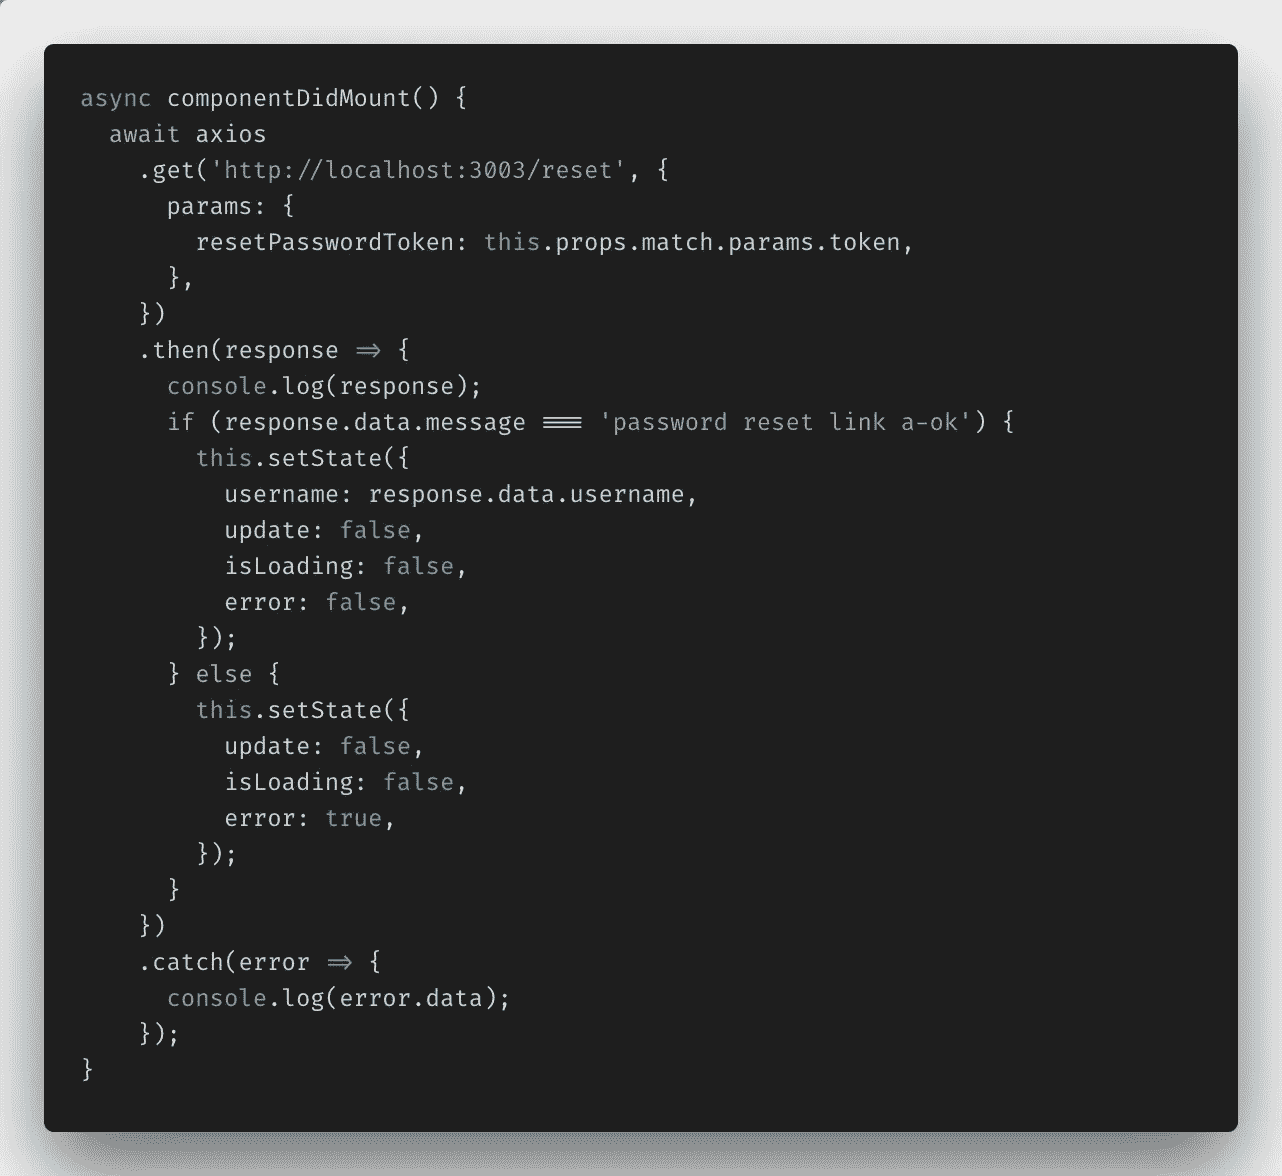 async componentDidMount() {
  await axios
    .get('http://localhost:3003/reset', {
      params: {
        resetPasswordToken: this.props.match.params.token,
      },
    })
    .then(response => {
      console.log(response);
      if (response.data.message === 'password reset link a-ok') {
        this.setState({
          username: response.data.username,
          update: false,
          isLoading: false,
          error: false,
        });
      } else {
        this.setState({
          update: false,
          isLoading: false,
          error: true,
        });
      }
    })
    .catch(error => {
      console.log(error.data);
    });
}